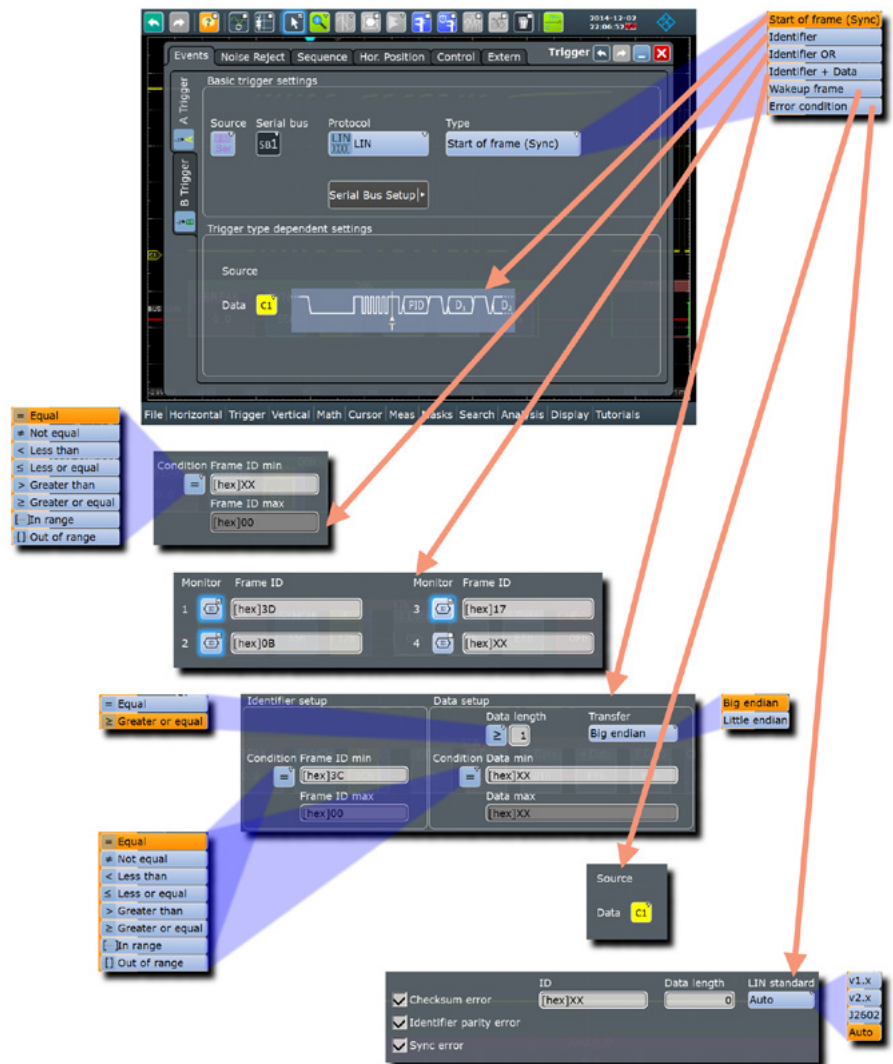 2014-12-02
22:06:52
Start of frame (Sync)
Identifier
Identifier OR
Identifier + Data
Wakeup frame
Error condition
Events Noise Reject Sequence Hor. Position Control Extern Trigger
A Trigger
B Trigger
Basic trigger settings
Source Serial bus Protocol Type
SB1 LIN LIN Start of frame (Sync)
Serial Bus Setup
Trigger type dependent settings
Source
Data C1 PID D1 D2
T
File Horizontal Trigger Vertical Math Cursor Meas Masks Search Analysis Display Tutorials
= Equal
≠ Not equal
< Less than
≤ Less or equal
> Greater than
≥ Greater or equal
[ ]In range
[] Out of range
Condition Frame ID min
= [hex]XX
Frame ID max
[hex]00
Monitor Frame ID Monitor Frame ID
1 [hex]3D 3 [hex]17
2 [hex]0B 4 [hex]XX
= Equal
≥ Greater or equal
Identifier setup Data setup
Data length Transfer
≥ 1 Big endian
Condition Frame ID min Condition Data min
= [hex]3C = [hex]XX
Frame ID max Data max
[hex]00 [hex]XX
Big endian
Little endian
= Equal
≠ Not equal
< Less than
≤ Less or equal
> Greater than
≥ Greater or equal
[ ]In range
[] Out of range
Source
Data C1
ID Data length LIN standard
Checksum error [hex]XX 0 Auto
Identifier parity error
Sync error
v1.x
v2.x
J2602
Auto